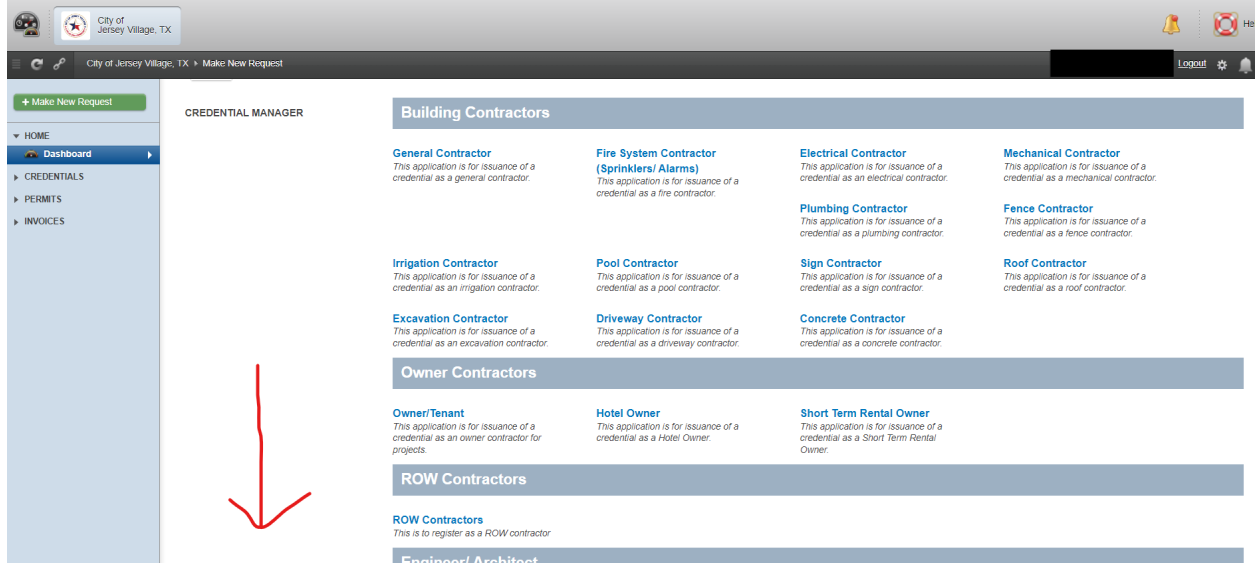 City of
Jersey Village, TX
He
City of Jersey Village, TX ▸ Make New Request
Logout
+ Make New Request
HOME
Dashboard
CREDENTIALS
PERMITS
INVOICES
CREDENTIAL MANAGER
Building Contractors
General Contractor
This application is for issuance of a
credential as a general contractor.
Fire System Contractor
(Sprinklers/ Alarms)
This application is for issuance of a
credential as a fire contractor.
Electrical Contractor
This application is for issuance of a
credential as an electrical contractor.
Mechanical Contractor
This application is for issuance of a
credential as a mechanical contractor.
Plumbing Contractor
This application is for issuance of a
credential as a plumbing contractor.
Fence Contractor
This application is for issuance of a
credential as a fence contractor.
Irrigation Contractor
This application is for issuance of a
credential as an irrigation contractor.
Pool Contractor
This application is for issuance of a
credential as a pool contractor.
Sign Contractor
This application is for issuance of a
credential as a sign contractor.
Roof Contractor
This application is for issuance of a
credential as a roof contractor.
Excavation Contractor
This application is for issuance of a
credential as an excavation contractor.
Driveway Contractor
This application is for issuance of a
credential as a driveway contractor.
Concrete Contractor
This application is for issuance of a
credential as a concrete contractor.
Owner Contractors
Owner/Tenant
This application is for issuance of a
credential as an owner contractor for
projects.
Hotel Owner
This application is for issuance of a
credential as a Hotel Owner.
Short Term Rental Owner
This application is for issuance of a
credential as a Short Term Rental
Owner.
ROW Contractors
ROW Contractors
This is to register as a ROW contractor
Engineer/ Architect